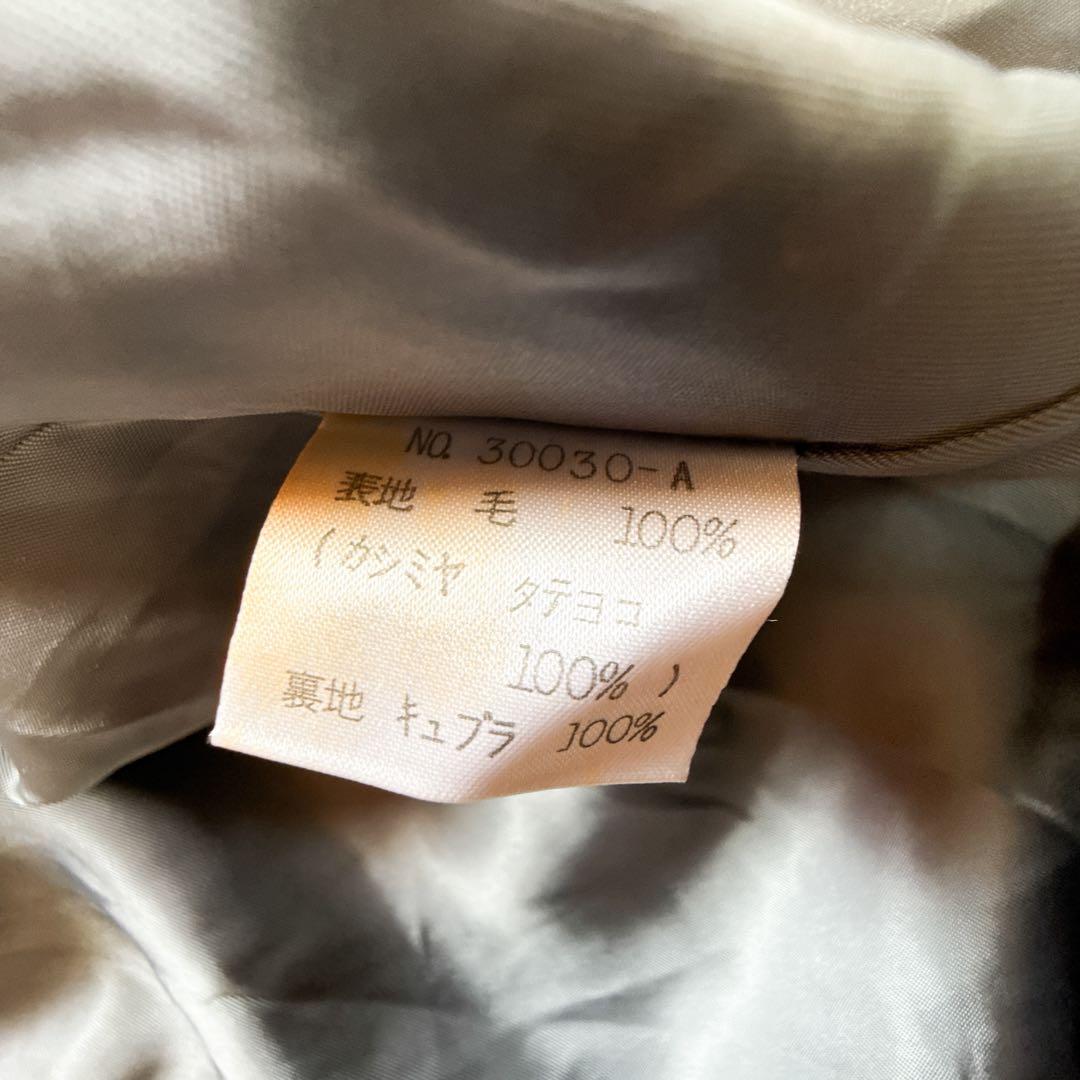 NO. 30030-A
表地 毛 100%
(カシミヤ タテヨコ
100%)
裏地 キュプラ 100%